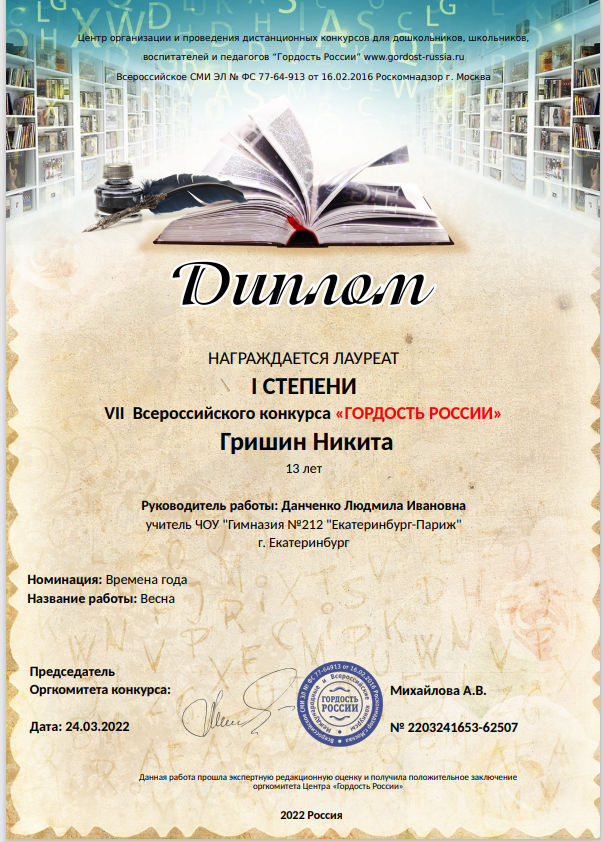 Центр организации и проведения дистанционных конкурсов для дошкольников, школьников,
воспитателей и педагогов "Гордость России" www.gordost-russia.ru
Всероссийское СМИ ЭЛ № ФС 77-64-913 от 16.02.2016 Роскомнадзор г. Москва
Диплом
НАГРАЖДАЕТСЯ ЛАУРЕАТ
I СТЕПЕНИ
VII Всероссийского конкурса «ГОРДОСТЬ РОССИИ»
Гришин Никита
13 лет
Руководитель работы: Данченко Людмила Ивановна
учитель ЧОУ "Гимназия №212 "Екатеринбург-Париж"
г. Екатеринбург
Номинация: Времена года
Название работы: Весна
Председатель
Оргкомитета конкурса:
Михайлова А.В.
Всероссийское СМИ ЭЛ № ФС 77-64913 от 16.02.2016 Роскомнадзор г.Москва
Международные и Всероссийские конкурсы
ГОРДОСТЬ
РОССИИ
Дата: 24.03.2022
№ 2203241653-62507
Данная работа прошла экспертную редакционную оценку и получила положительное заключение
оргкомитета Центра «Гордость России»
2022 Россия